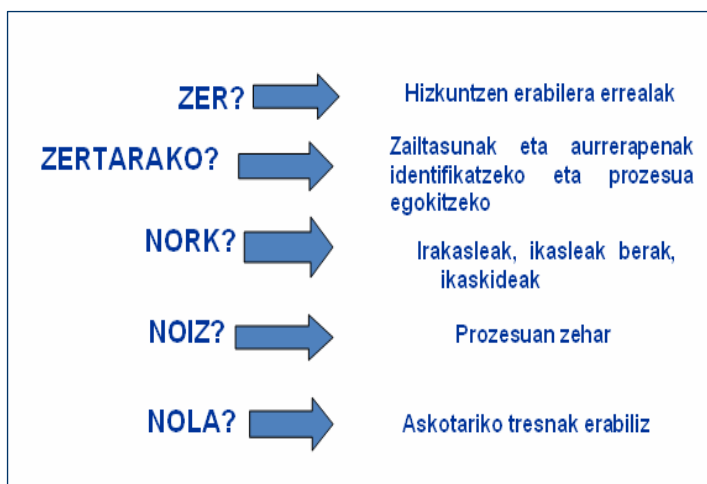 ZER?
Hizkuntzen erabilera errealak
ZERTARAKO?
Zailtasunak eta aurrerapenak
identifikatzeko eta prozesua
egokitzeko
NORK?
Irakasleak, ikasleak berak,
ikaskideak
NOIZ?
Prozesuan zehar
NOLA?
Askotariko tresnak erabiliz